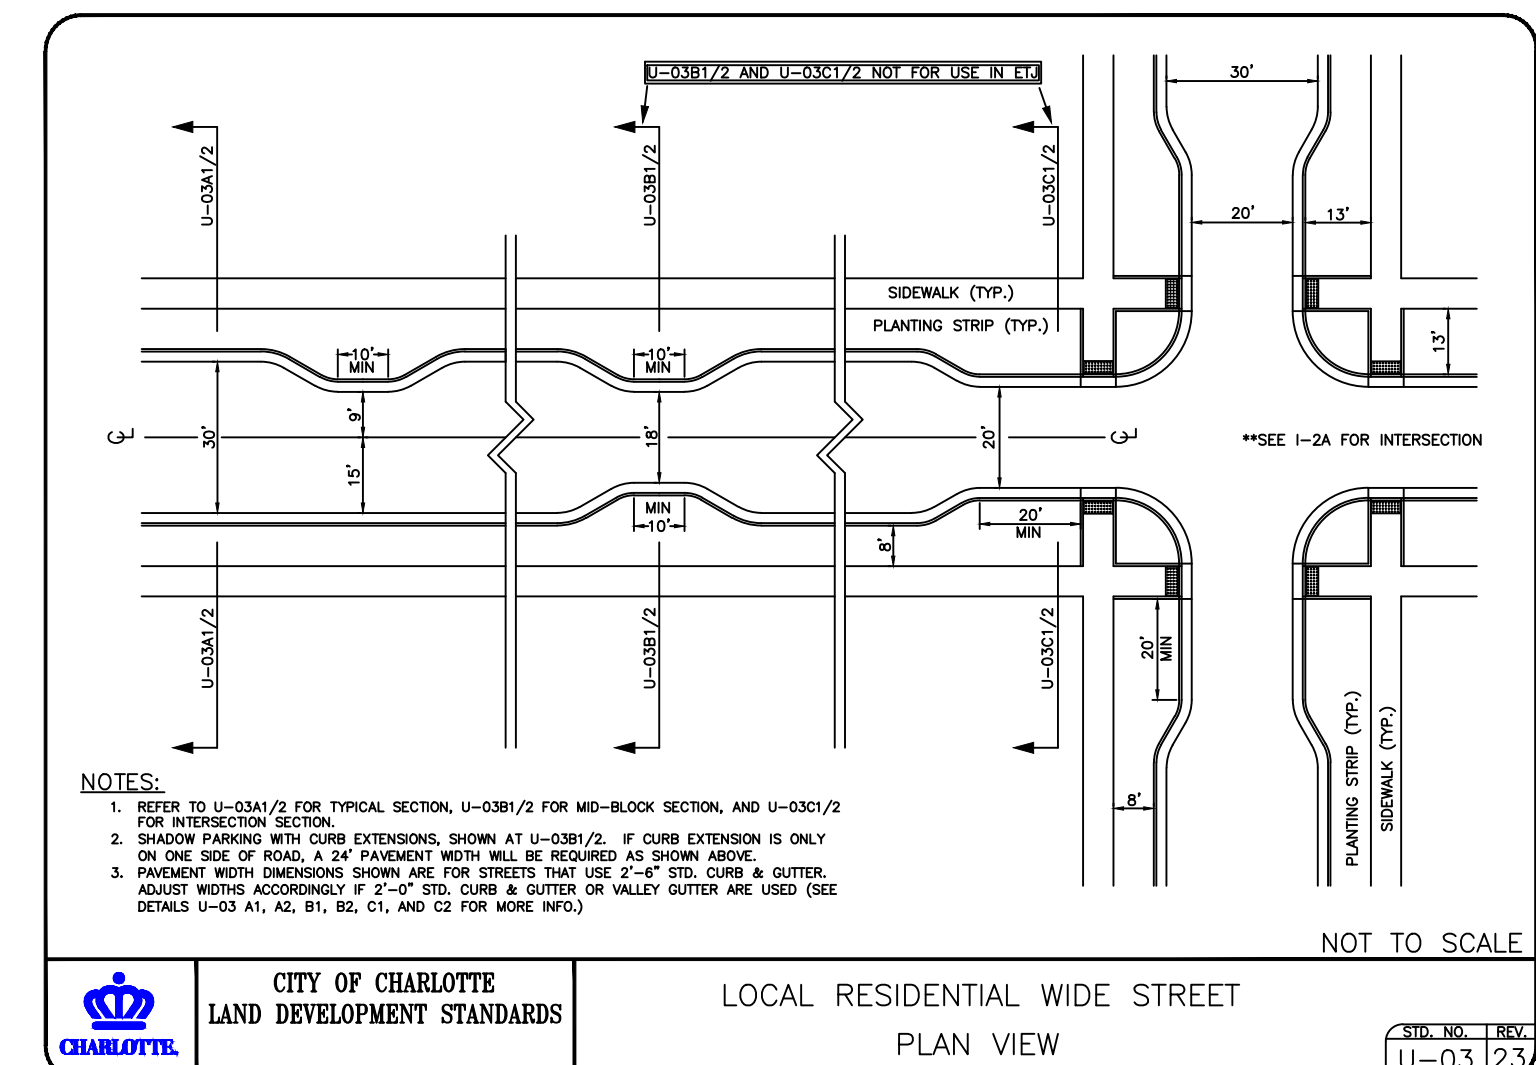 U-03B1/2 AND U-03C1/2 NOT FOR USE IN ETJ
30'
U-03A1/2
U-03B1/2
U-03C1/2
20'
13'
SIDEWALK (TYP.)
PLANTING STRIP (TYP.)
10'
MIN
10'
MIN
13'
9'
30'
18'
20'
CL
CL
**SEE I-2A FOR INTERSECTION
15'
MIN
10'
20'
MIN
8'
U-03A1/2
U-03B1/2
U-03C1/2
20'
MIN
PLANTING STRIP (TYP.)
SIDEWALK (TYP.)
8'
NOTES:
1. REFER TO U-03A1/2 FOR TYPICAL SECTION, U-03B1/2 FOR MID-BLOCK SECTION, AND U-03C1/2
FOR INTERSECTION SECTION.
2. SHADOW PARKING WITH CURB EXTENSIONS, SHOWN AT U-03B1/2. IF CURB EXTENSION IS ONLY
ON ONE SIDE OF ROAD, A 24' PAVEMENT WIDTH WILL BE REQUIRED AS SHOWN ABOVE.
3. PAVEMENT WIDTH DIMENSIONS SHOWN ARE FOR STREETS THAT USE 2'-6" STD. CURB & GUTTER.
ADJUST WIDTHS ACCORDINGLY IF 2'-0" STD. CURB & GUTTER OR VALLEY GUTTER ARE USED (SEE
DETAILS U-03 A1, A2, B1, B2, C1, AND C2 FOR MORE INFO.)
NOT TO SCALE
CHARLOTTE.
CITY OF CHARLOTTE
LAND DEVELOPMENT STANDARDS
LOCAL RESIDENTIAL WIDE STREET
PLAN VIEW
STD. NO. REV.
U-03 23